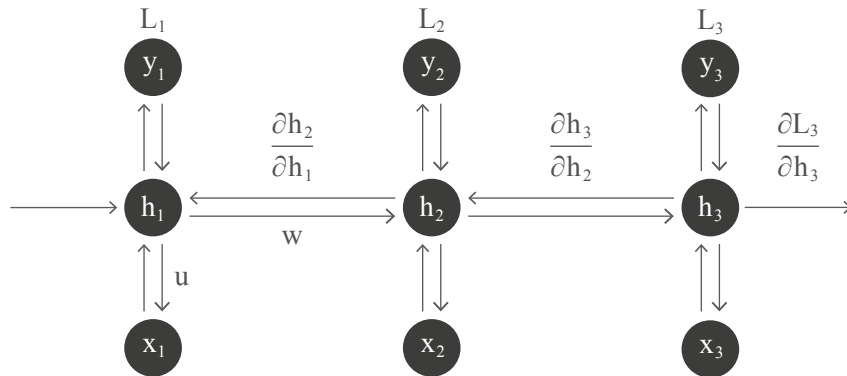 L₁ L₂ L₃
y₁ y₂ y₃
∂h₂/∂h₁ ∂h₃/∂h₂ ∂L₃/∂h₃
h₁ h₂ h₃
w
u
x₁ x₂ x₃